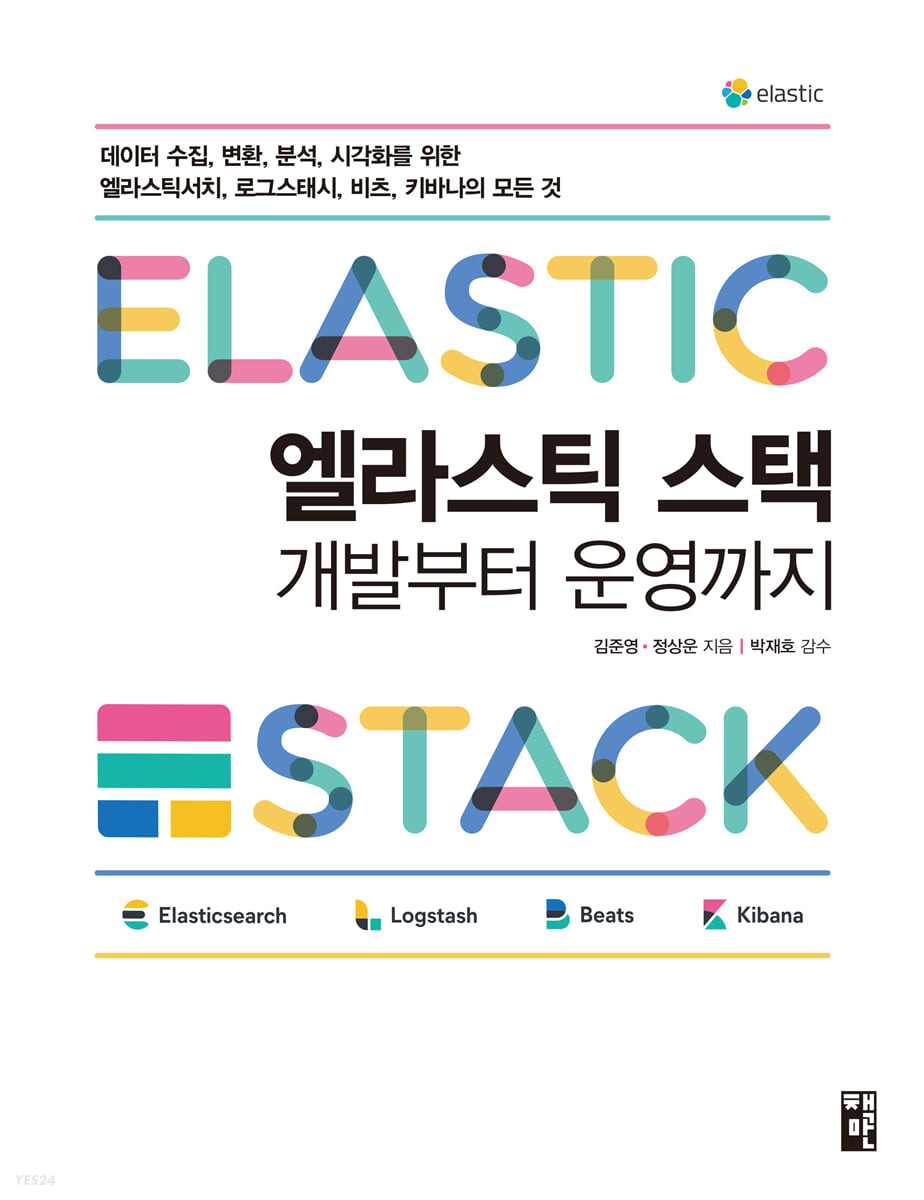 elastic
데이터 수집, 변환, 분석, 시각화를 위한
엘라스틱서치, 로그스태시, 비츠, 키바나의 모든 것
ELASTIC
엘라스틱 스택
개발부터 운영까지
김준영 · 정상운 지음 | 박재호 감수
STACK
Elasticsearch Logstash Beats Kibana
책만
YES24